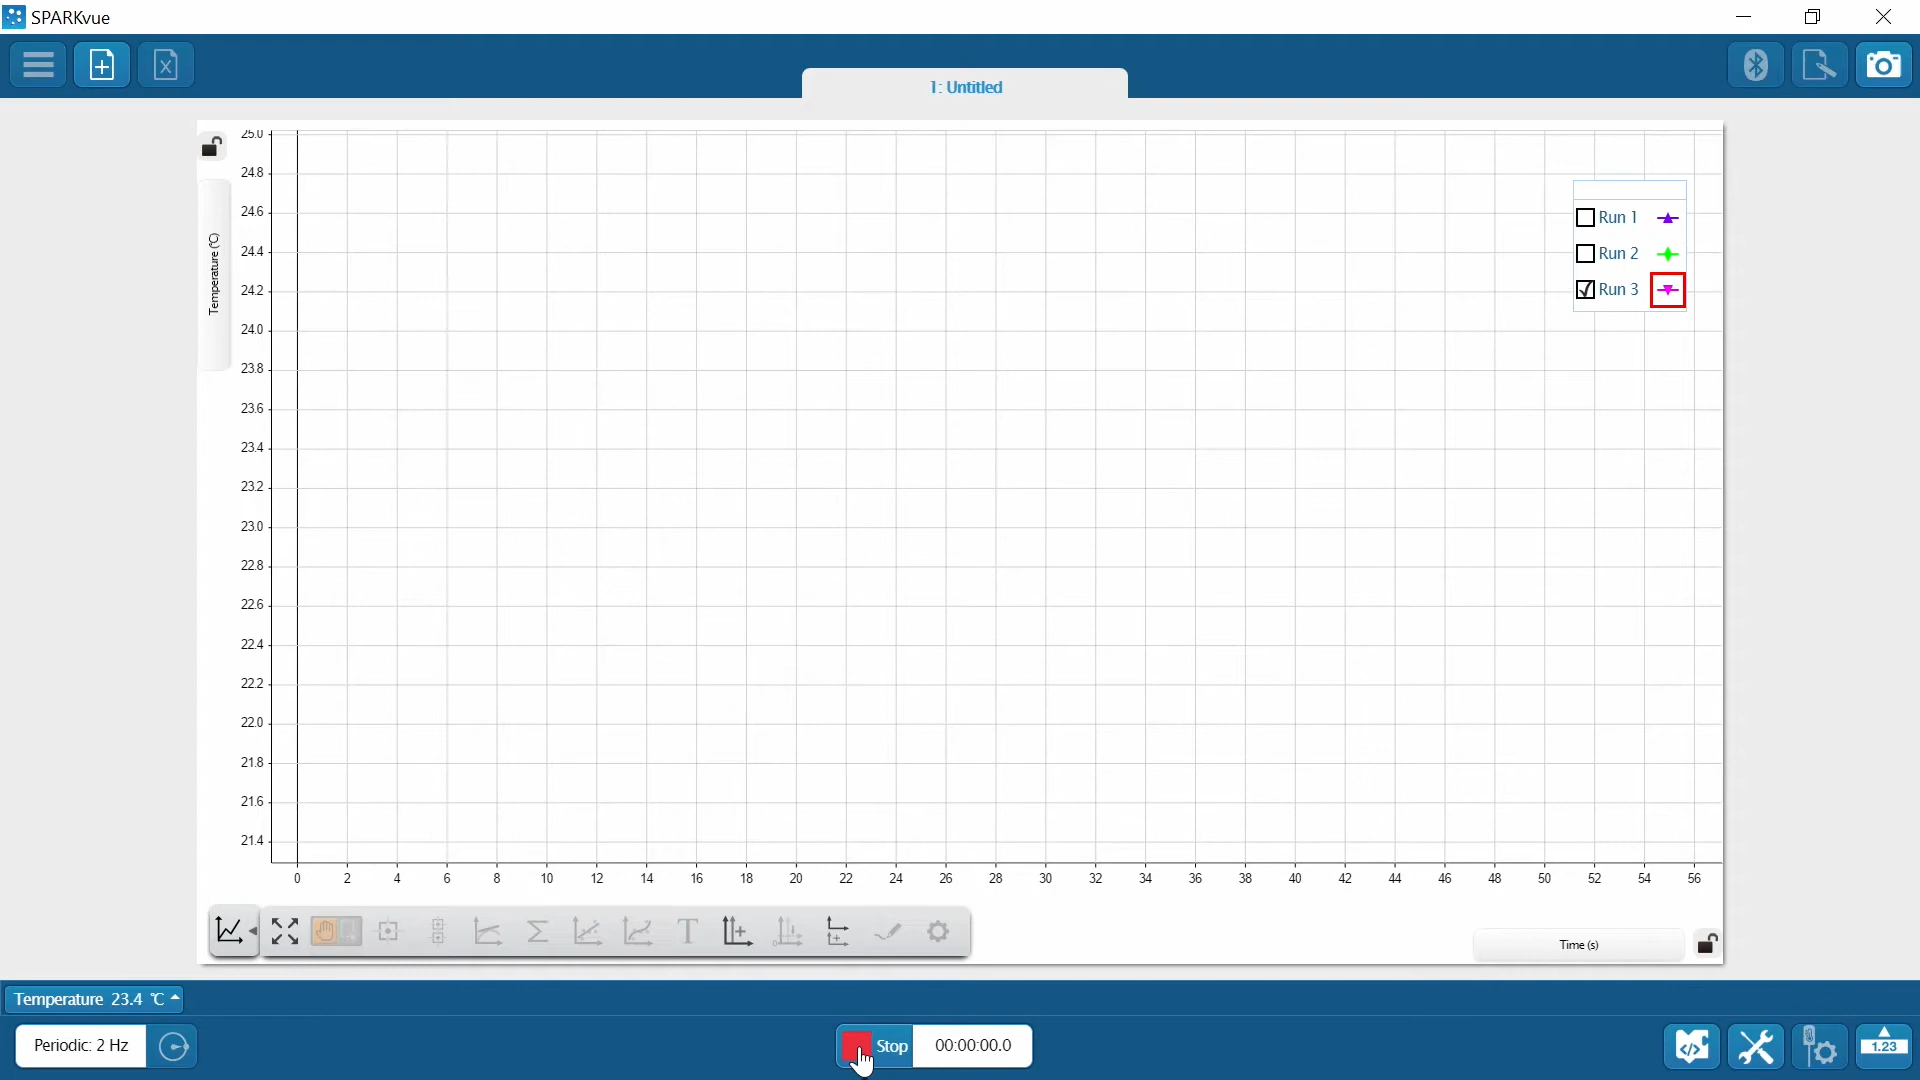 SPARKvue
1: Untitled
25.0
24.8
24.6
24.4
24.2
24.0
23.8
23.6
23.4
23.2
23.0
22.8
22.6
22.4
22.2
22.0
21.8
21.6
21.4
Temperature (℃)
Run 1
Run 2
Run 3
0 2 4 6 8 10 12 14 16 18 20 22 24 26 28 30 32 34 36 38 40 42 44 46 48 50 52 54 56
Time (s)
Temperature 23.4 ℃
Periodic: 2 Hz
Stop 00:00:00.0
1.23